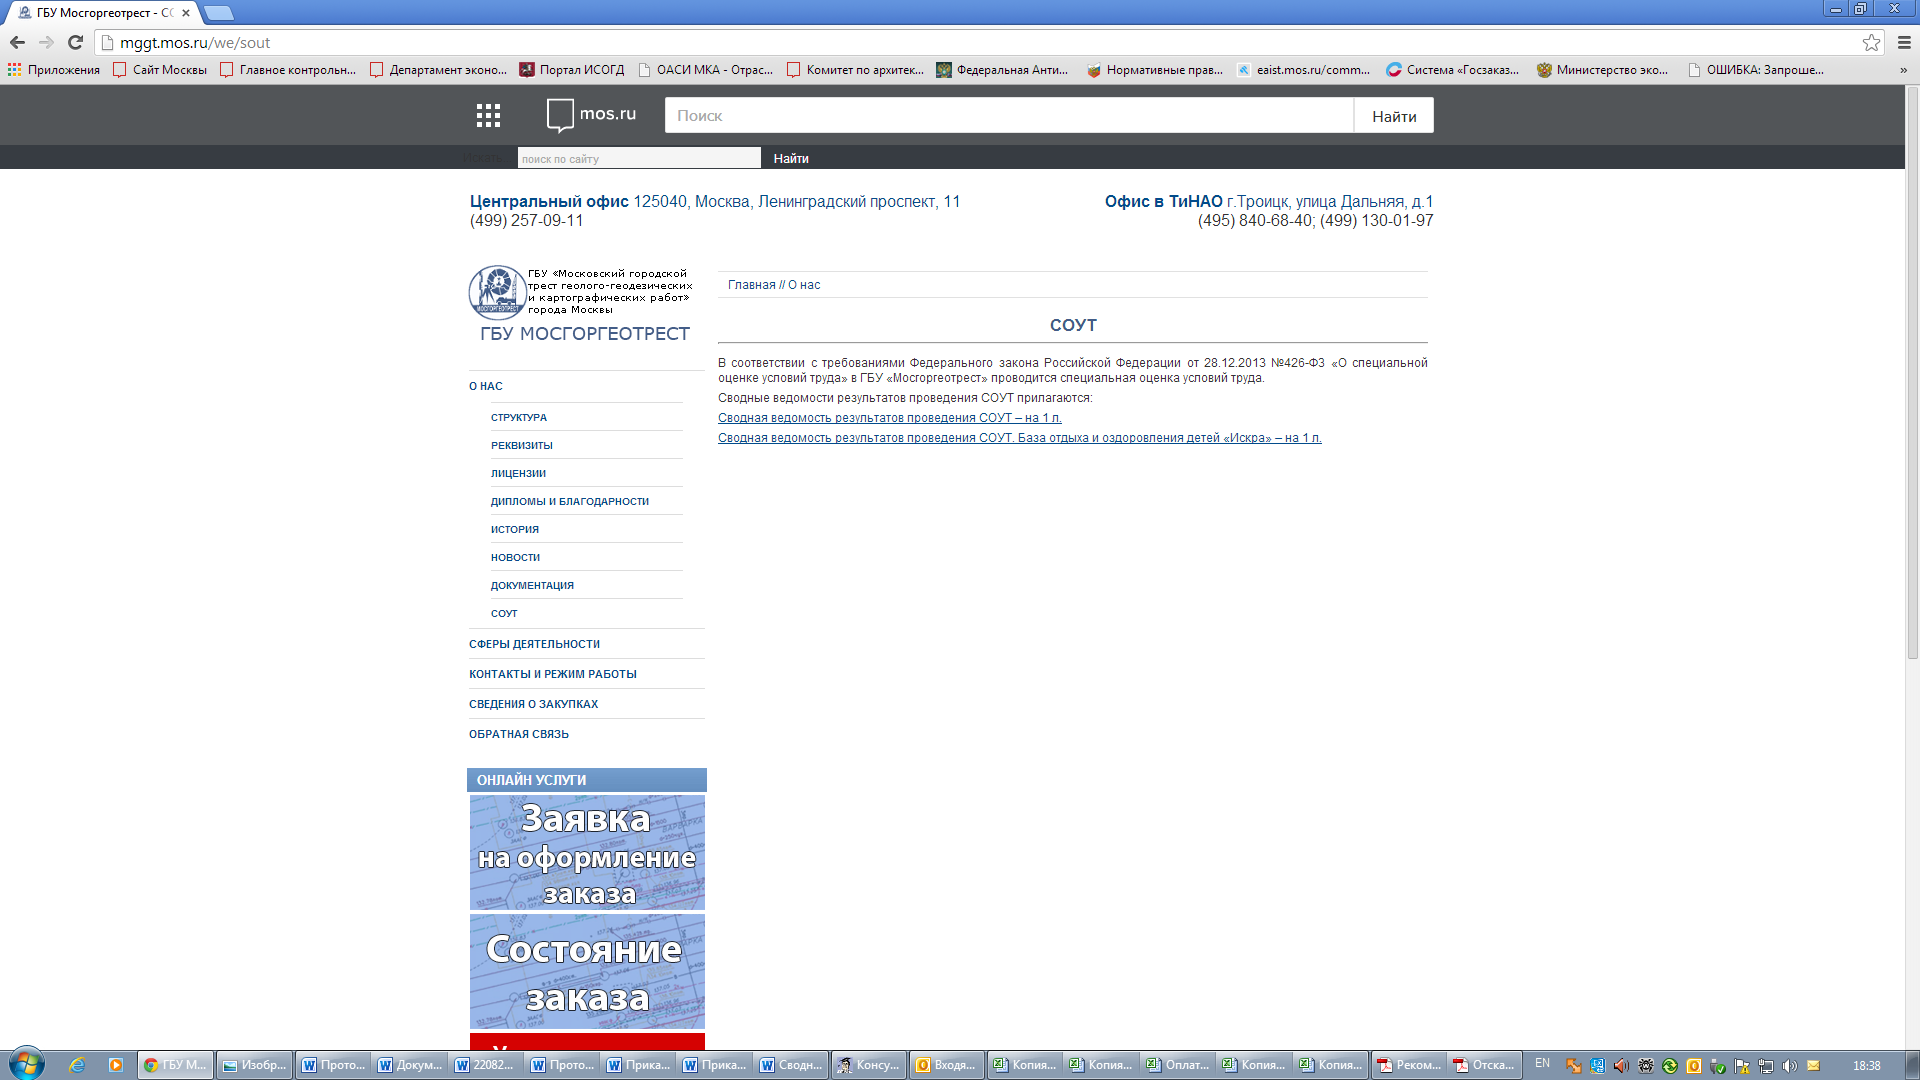 ГБУ Мосгоргеотрест - СО
mggt.mos.ru/we/sout
Приложения Сайт Москвы Главное контрольн... Департамент эконо... Портал ИСОГД ОАСИ МКА - Отрас... Комитет по архитек... Федеральная Анти... Нормативные прав... eaist.mos.ru/comm... Система «Госзаказ... Министерство эко... ОШИБКА: Запроше... »
mos.ru Поиск Найти
поиск по сайту Найти
Центральный офис 125040, Москва, Ленинградский проспект, 11
(499) 257-09-11
Офис в ТиНАО г.Троицк, улица Дальняя, д.1
(495) 840-68-40; (499) 130-01-97
МОСГОРГЕОТРЕСТ
ГБУ «Московский городской
трест геолого-геодезических
и картографических работ»
города Москвы
ГБУ МОСГОРГЕОТРЕСТ
О НАС
СТРУКТУРА
РЕКВИЗИТЫ
ЛИЦЕНЗИИ
ДИПЛОМЫ И БЛАГОДАРНОСТИ
ИСТОРИЯ
НОВОСТИ
ДОКУМЕНТАЦИЯ
СОУТ
СФЕРЫ ДЕЯТЕЛЬНОСТИ
КОНТАКТЫ И РЕЖИМ РАБОТЫ
СВЕДЕНИЯ О ЗАКУПКАХ
ОБРАТНАЯ СВЯЗЬ
ОНЛАЙН УСЛУГИ
Заявка
на оформление
заказа
Состояние
заказа
Главная // О нас
СОУТ
В соответствии с требованиями Федерального закона Российской Федерации от 28.12.2013 №426-ФЗ «О специальной
оценке условий труда» в ГБУ «Мосгоргеотрест» проводится специальная оценка условий труда.
Сводные ведомости результатов проведения СОУТ прилагаются:
Сводная ведомость результатов проведения СОУТ – на 1 л.
Сводная ведомость результатов проведения СОУТ. База отдыха и оздоровления детей «Искра» – на 1 л.
ГБУ М... Изобр... Прото... Докум... 22082... Прото... Прика... Прика... Сводн... Консу... Входя... Копия... Копия... Оплат... Копия... Копия... Реком... Отска... EN 18:38